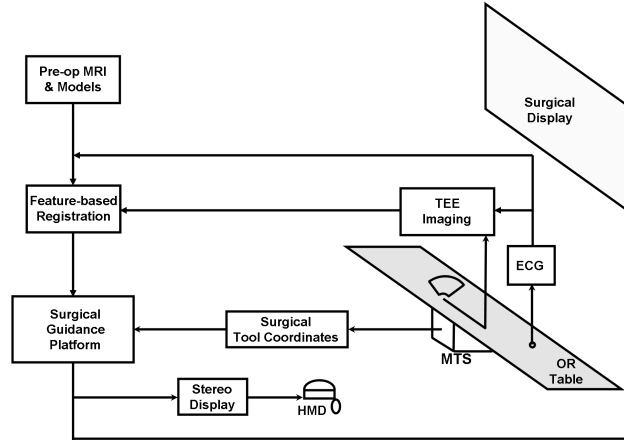 Pre-op MRI
& Models
Surgical
Display
Feature-based
Registration
TEE
Imaging
ECG
Surgical
Guidance
Platform
Surgical
Tool Coordinates
MTS
OR
Table
Stereo
Display
HMD